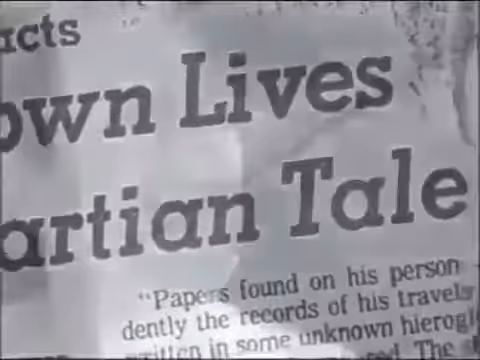 acts
own Lives
artian Tale
"Papers found on his person
dently the records of his travels
written in some unknown hierogl
The